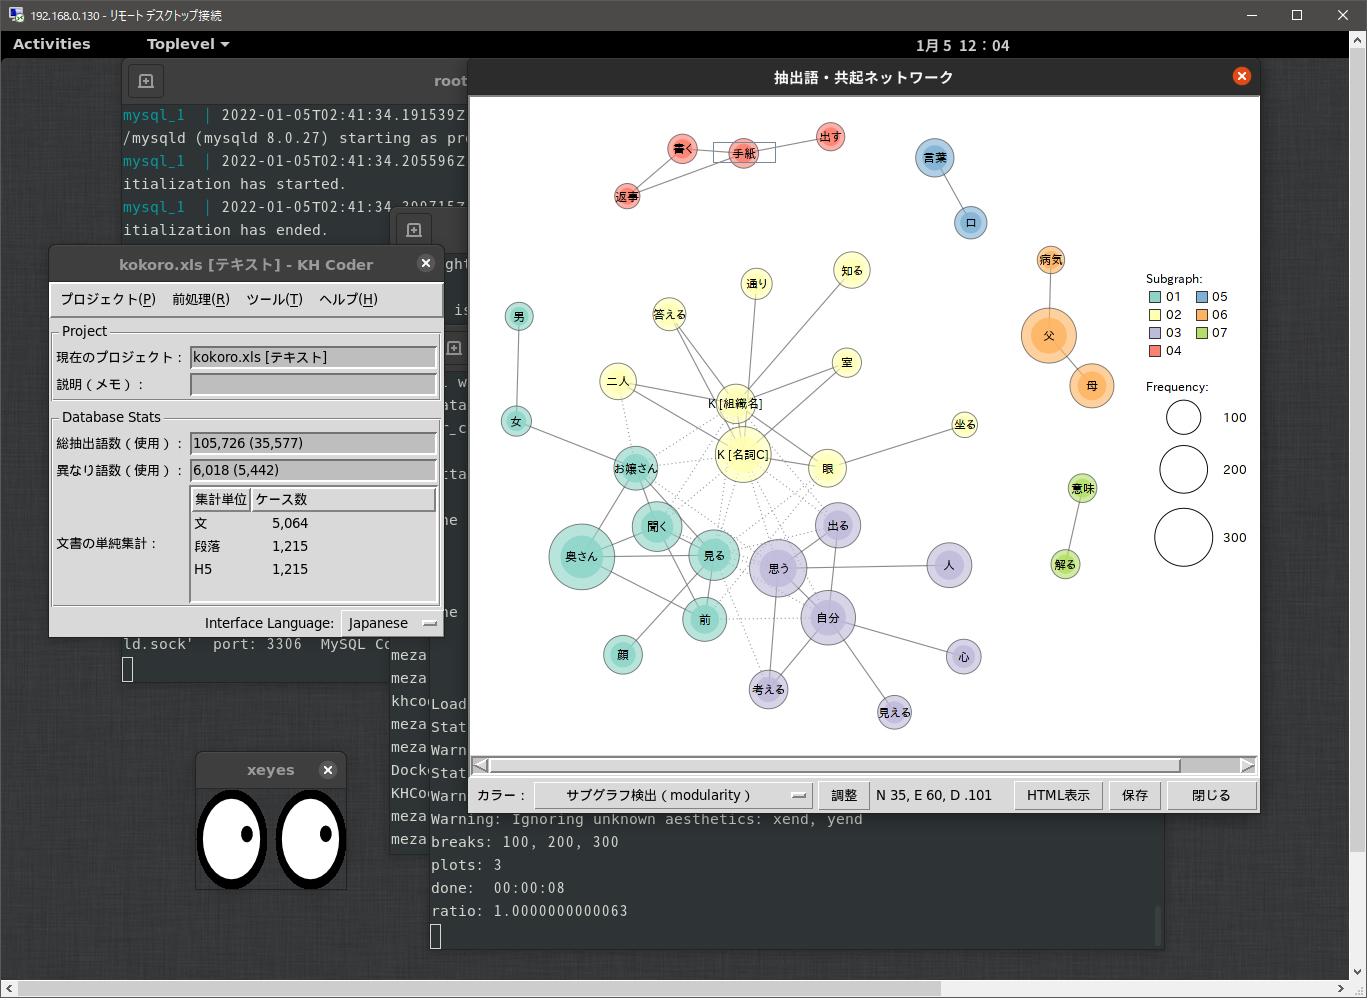 192.168.0.130 - リモート デスクトップ接続
Activities
Toplevel
1月 5 12：04
root
mysql_1 | 2022-01-05T02:41:34.191539Z
/mysqld (mysqld 8.0.27) starting as pro
mysql_1 | 2022-01-05T02:41:34.205596Z
itialization has started.
mysql_1 | 2022-01-05T02:41:34
itialization has ended.
kokoro.xls [テキスト] - KH Coder
プロジェクト(P) 前処理(R) ツール(T) ヘルプ(H)
Project
現在のプロジェクト： kokoro.xls [テキスト]
説明（メモ）：
Database Stats
総抽出語数（使用）： 105,726 (35,577)
異なり語数（使用）： 6,018 (5,442)
文書の単純集計：
集計単位 ケース数
文 5,064
段落 1,215
H5 1,215
Interface Language: Japanese
ld.sock' port: 3306 MySQL Co
meza
meza
khcod
meza
meza
Docke
KHCod
meza
meza
抽出語・共起ネットワーク
書く
手紙
出す
返事
言葉
口
病気
父
母
知る
通り
答える
男
室
二人
K [組織名]
女
坐る
K [名詞C]
お嬢さん
眼
意味
聞く
出る
奥さん
見る
思う
人
解る
前
自分
顔
心
考える
見える
Subgraph:
01 05
02 06
03 07
04
Frequency:
100
200
300
カラー： サブグラフ検出（modularity） 調整 N 35, E 60, D .101 HTML表示 保存 閉じる
Load
Stat
Warn
Stat
Warn
Warning: Ignoring unknown aesthetics: xend, yend
breaks: 100, 200, 300
plots: 3
done: 00:00:08
ratio: 1.0000000000063
xeyes